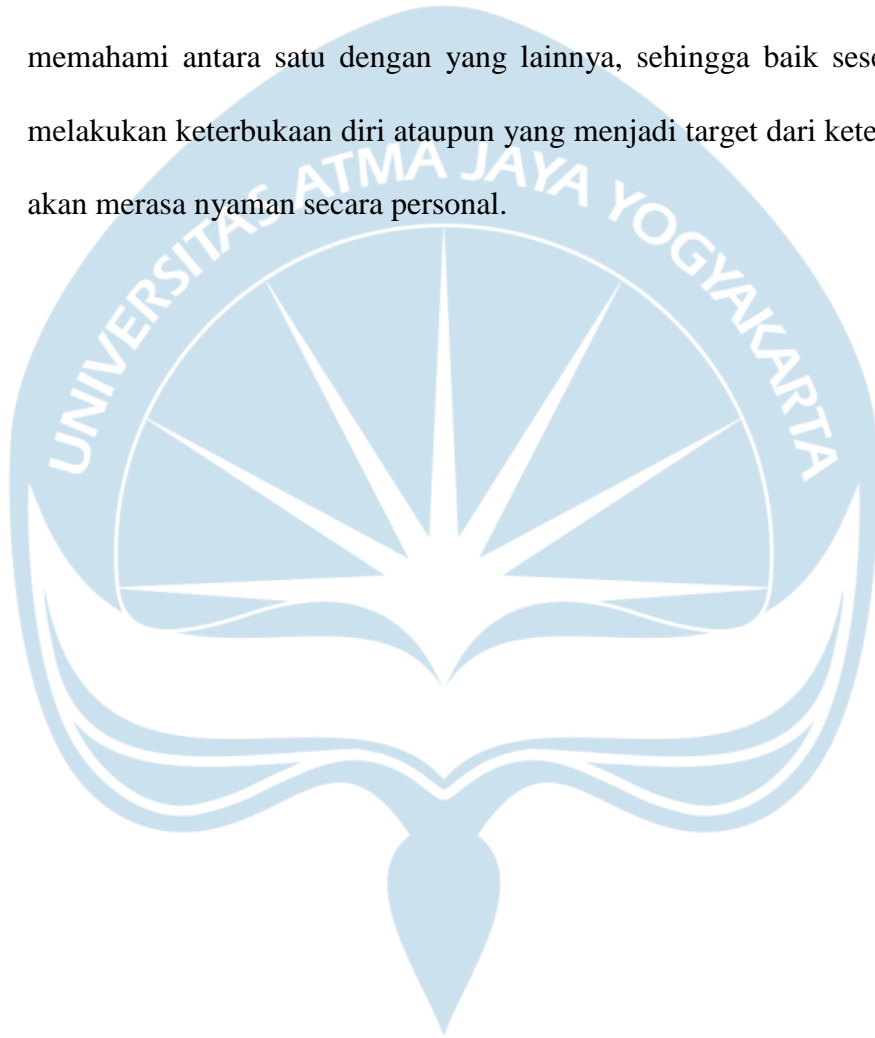 memahami antara satu dengan yang lainnya, sehingga baik
melakukan keterbukaan diri ataupun yang menjadi target dari
UNIVERSITAS ATMA JAYA YOGYAKARTA
akan merasa nyaman secara personal.